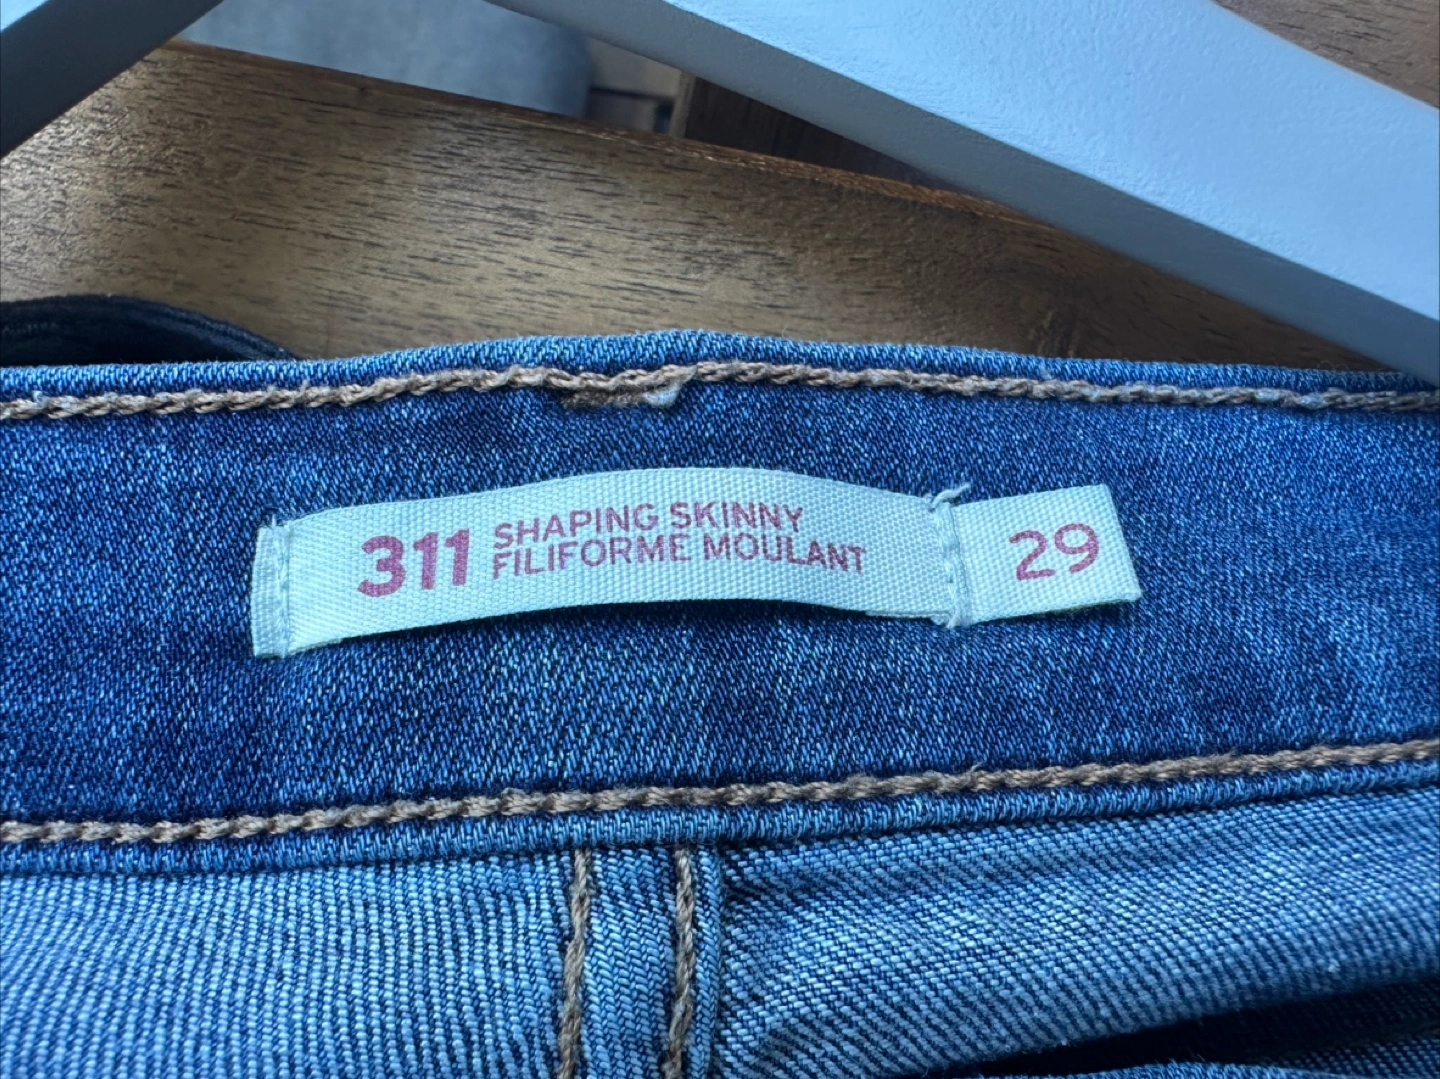 311 SHAPING SKINNY
FILIFORME MOULANT
29